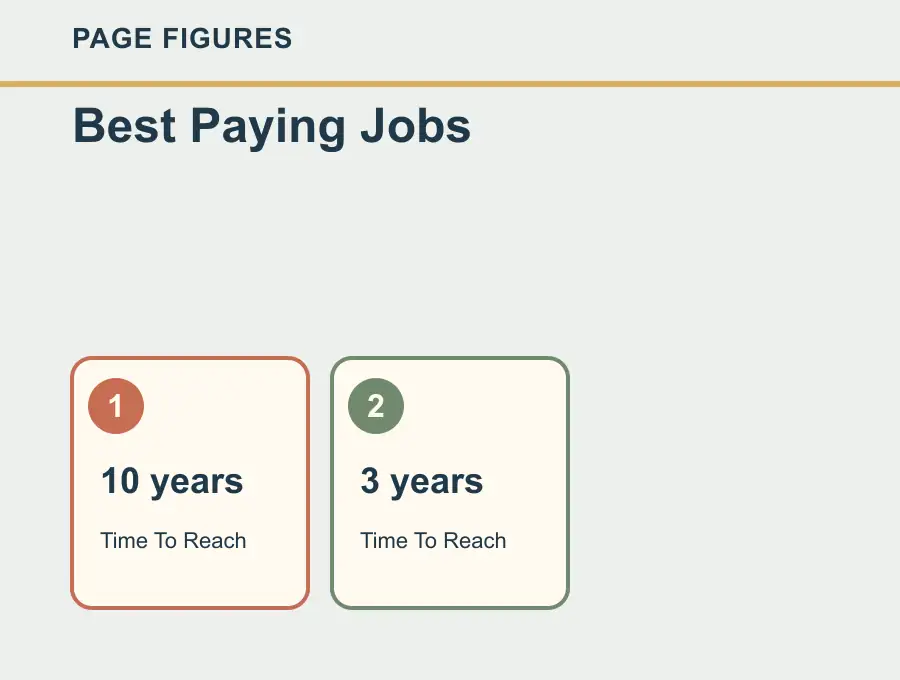 PAGE FIGURES
Best Paying Jobs
1
10 years
Time To Reach
2
3 years
Time To Reach